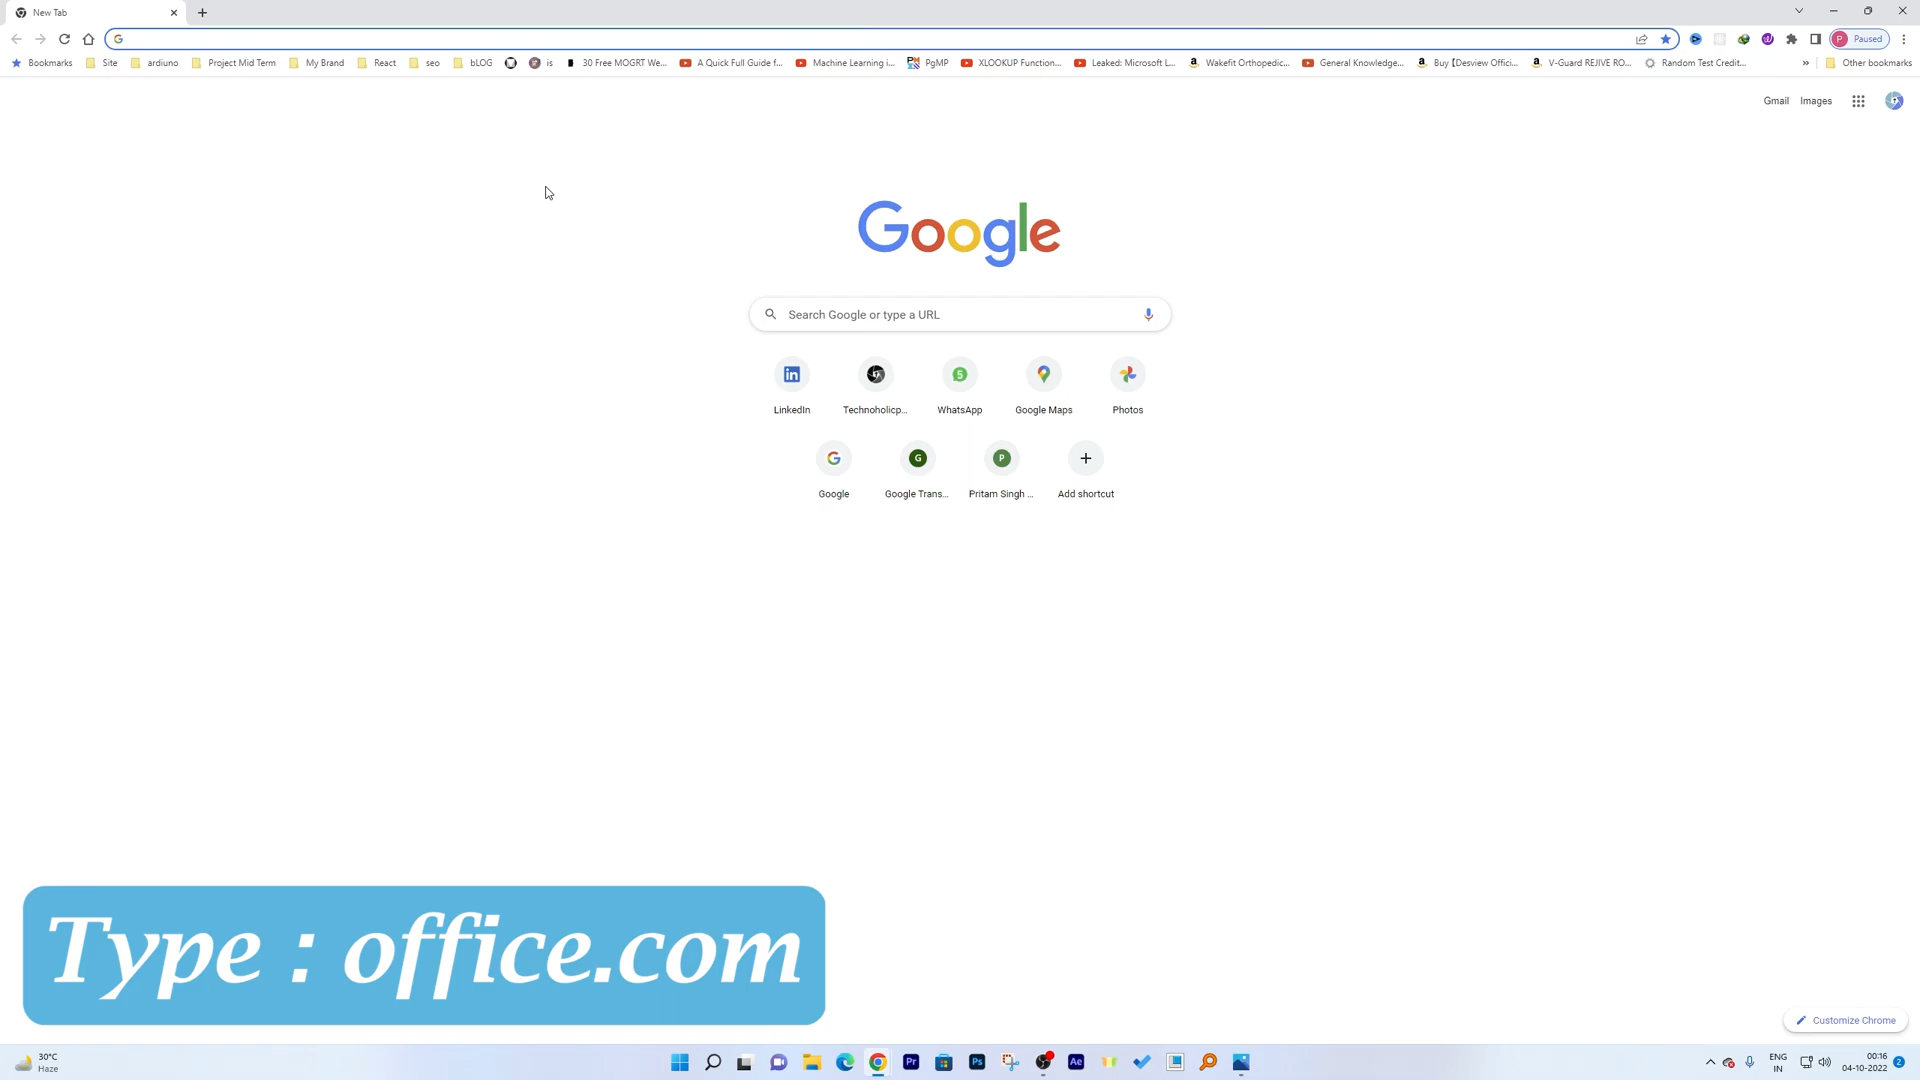 New Tab
Paused
Bookmarks Site ardiuno Project Mid Term My Brand React seo bLOG is 30 Free MOGRT We... A Quick Full Guide f... Machine Learning i... PgMP XLOOKUP Function... Leaked: Microsoft L... Wakefit Orthopedic... General Knowledge... Buy【Desview Offici... V-Guard REJIVE RO... Random Test Credit... » Other bookmarks
Gmail Images
Google
Search Google or type a URL
LinkedIn Technoholicp... WhatsApp Google Maps Photos
Google Google Trans... Pritam Singh ... Add shortcut
Type : office.com
Customize Chrome
30°C
Haze
ENG
IN
00:16
04-10-2022
2